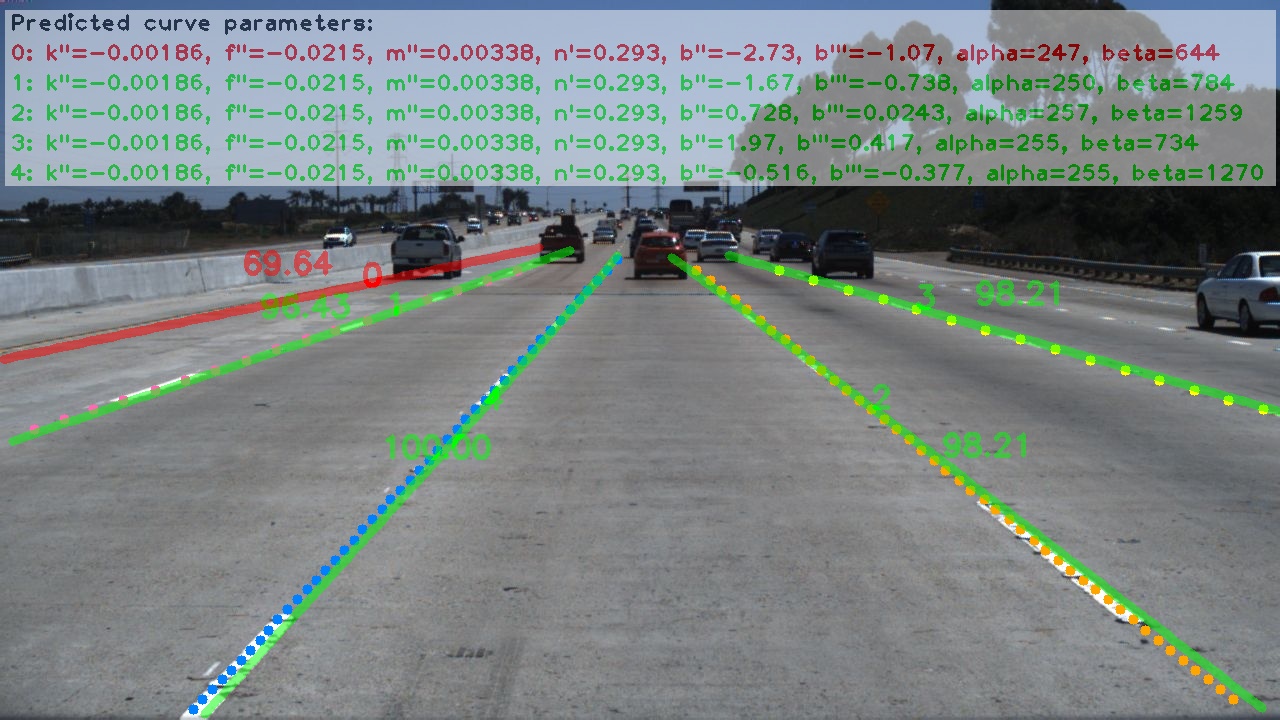 Predicted curve parameters:
0: k''=-0.00186, f''=-0.0215, m''=0.00338, n'=0.293, b''=-2.73, b'''=-1.07, alpha=247, beta=644
1: k''=-0.00186, f''=-0.0215, m''=0.00338, n'=0.293, b''=-1.67, b'''=-0.738, alpha=250, beta=784
2: k''=-0.00186, f''=-0.0215, m''=0.00338, n'=0.293, b''=0.728, b'''=0.0243, alpha=257, beta=1259
3: k''=-0.00186, f''=-0.0215, m''=0.00338, n'=0.293, b''=1.97, b'''=0.417, alpha=255, beta=734
4: k''=-0.00186, f''=-0.0215, m''=0.00338, n'=0.293, b''=-0.516, b'''=-0.377, alpha=255, beta=1270
69.64 0
96.43 1
3 98.21
4
2
100.00
98.21